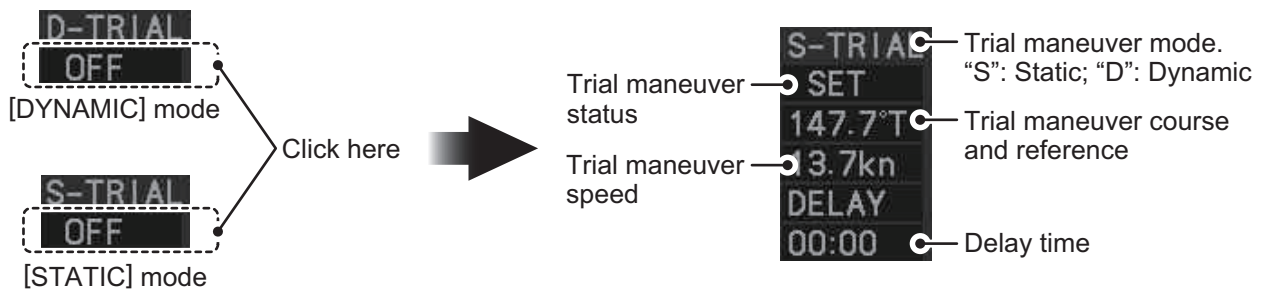 D-TRIAL
OFF
[DYNAMIC] mode
Click here
S-TRIAL
OFF
[STATIC] mode
Trial maneuver
status
Trial maneuver
speed
S-TRIAL
SET
147.7°T
13.7kn
DELAY
00:00
Trial maneuver mode.
“S”: Static; “D”: Dynamic
Trial maneuver course
and reference
Delay time